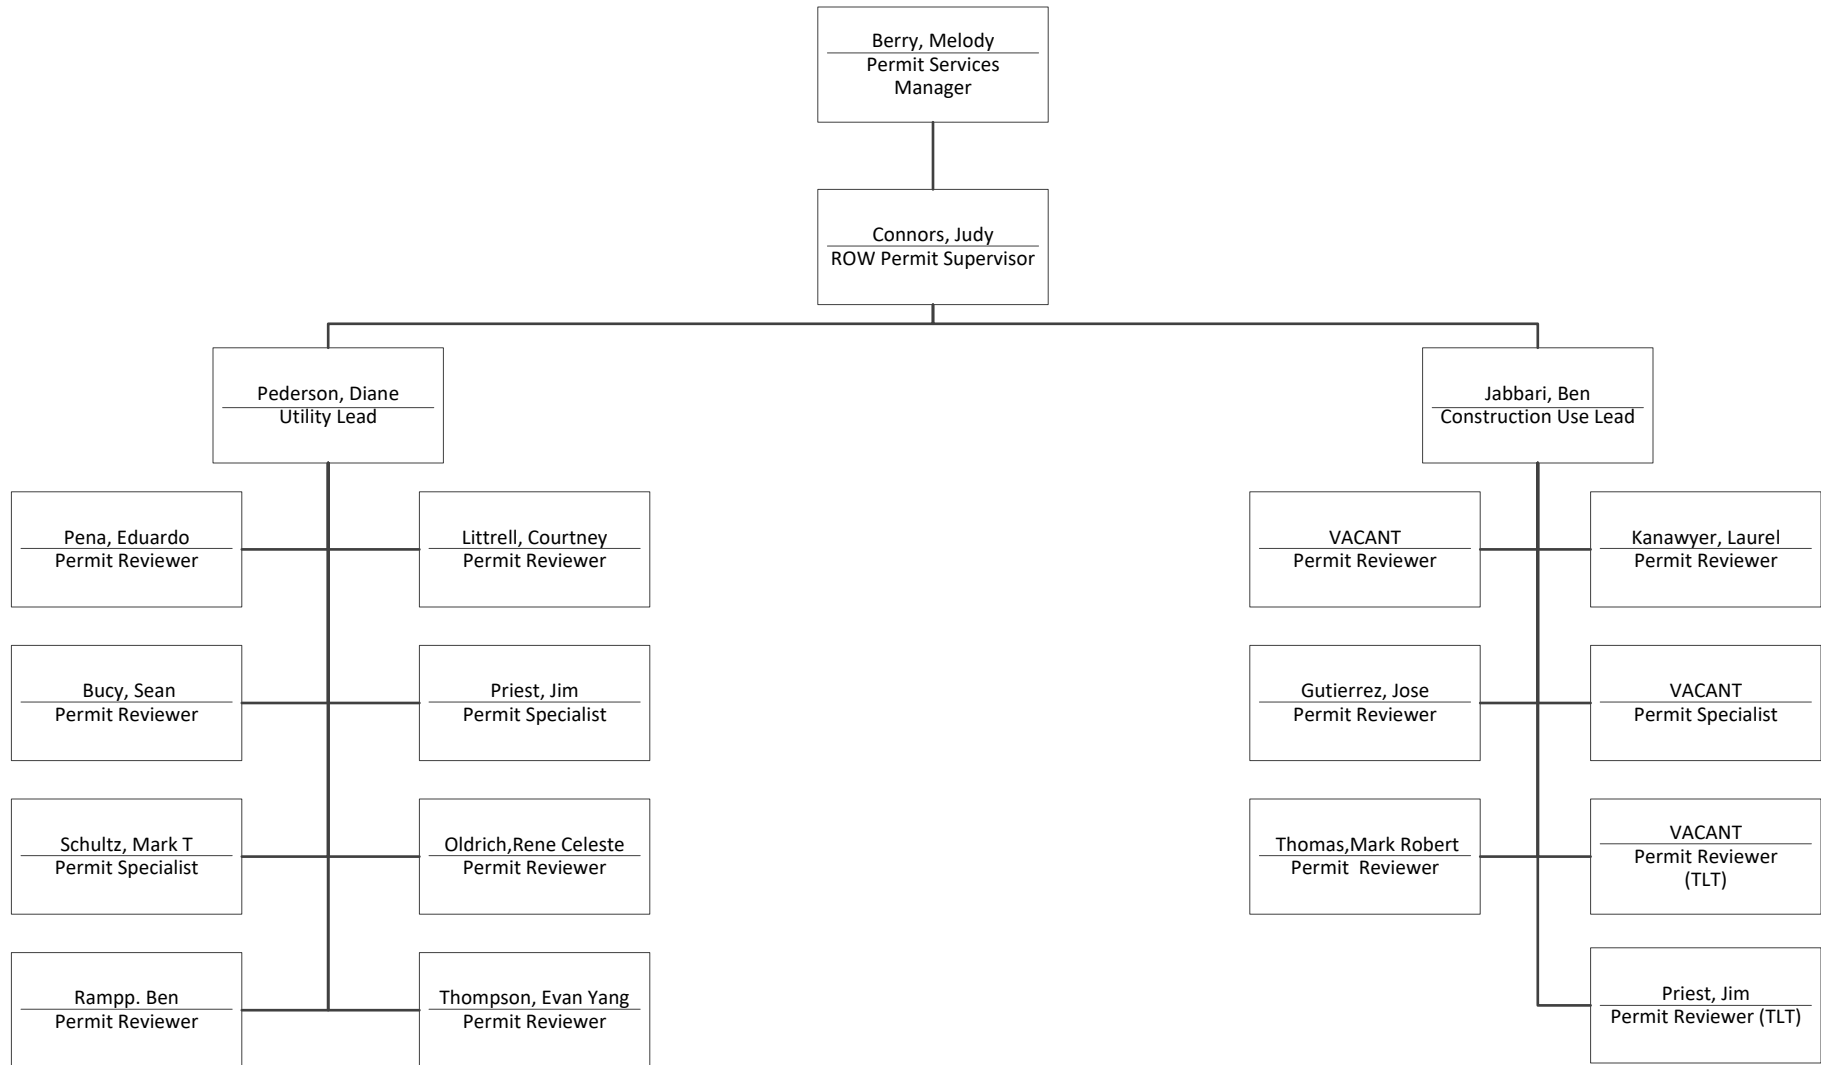 Berry, Melody
Permit Services
Manager
Connors, Judy
ROW Permit Supervisor
Pederson, Diane
Utility Lead
Jabbari, Ben
Construction Use Lead
Pena, Eduardo
Permit Reviewer
Littrell, Courtney
Permit Reviewer
VACANT
Permit Reviewer
Kanawyer, Laurel
Permit Reviewer
Bucy, Sean
Permit Reviewer
Priest, Jim
Permit Specialist
Gutierrez, Jose
Permit Reviewer
VACANT
Permit Specialist
Schultz, Mark T
Permit Specialist
Oldrich,Rene Celeste
Permit Reviewer
Thomas,Mark Robert
Permit  Reviewer
VACANT
Permit Reviewer
(TLT)
Rampp. Ben
Permit Reviewer
Thompson, Evan Yang
Permit Reviewer
Priest, Jim
Permit Reviewer (TLT)